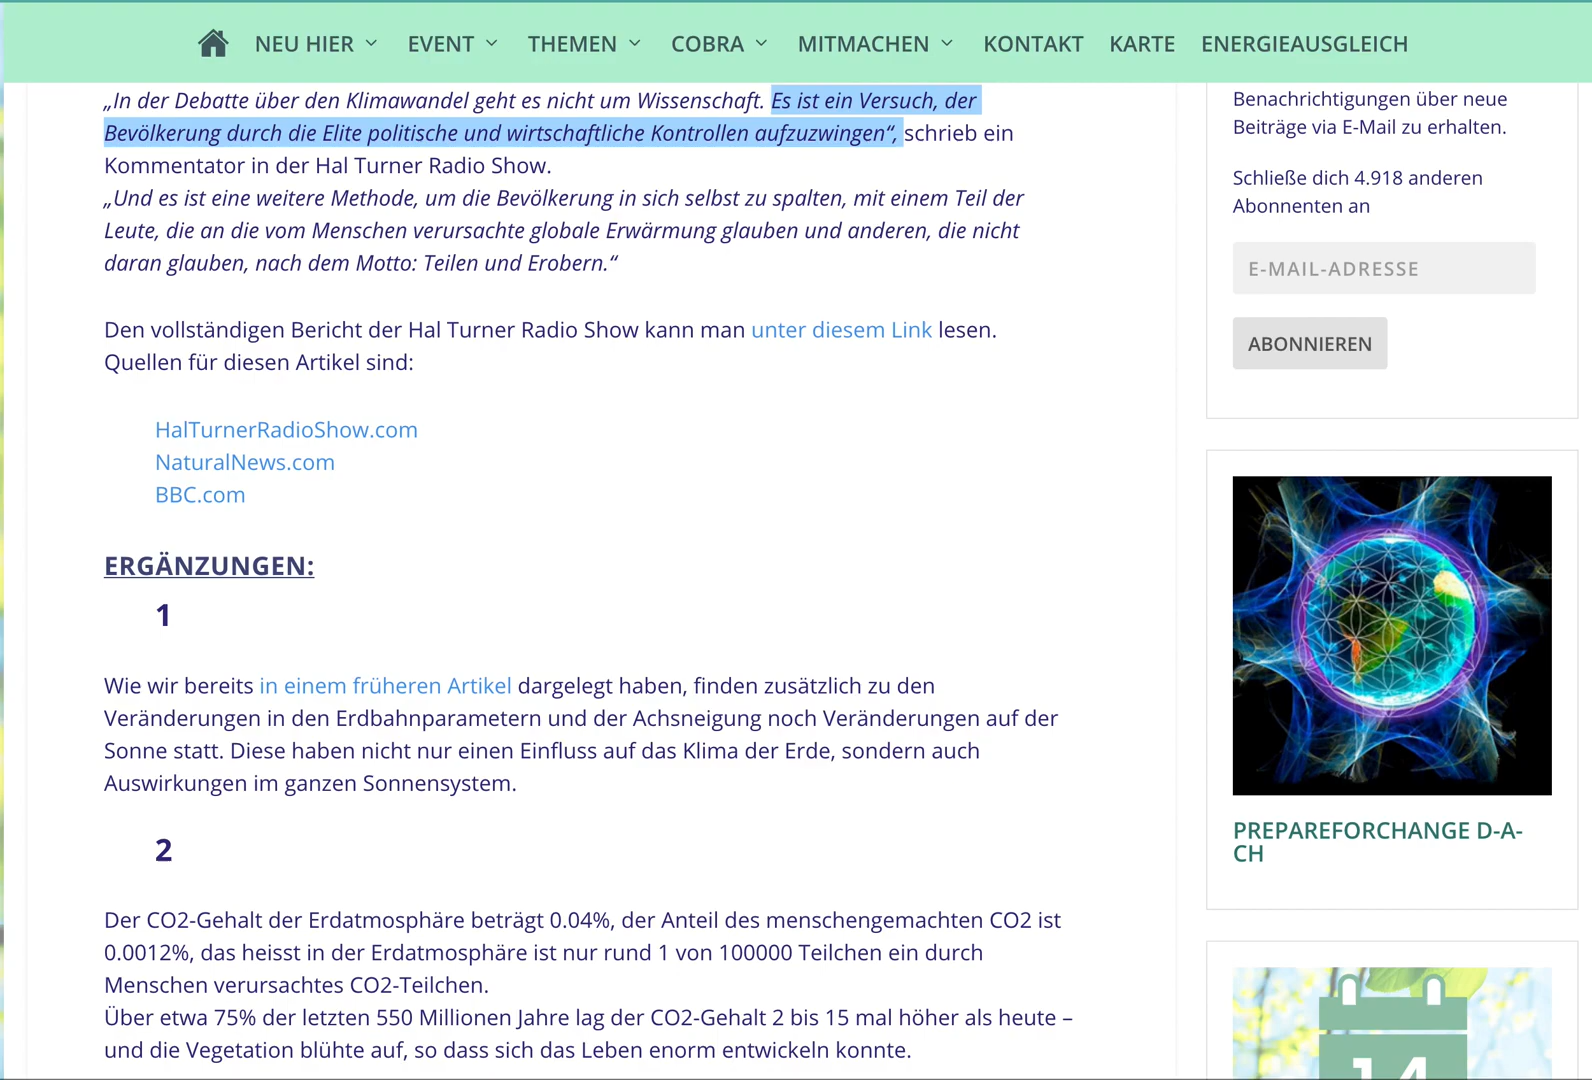 NEU HIER
EVENT
THEMEN
COBRA
MITMACHEN
KONTAKT
KARTE
ENERGIEAUSGLEICH
„In der Debatte über den Klimawandel geht es nicht um Wissenschaft. Es ist ein Versuch, der
Bevölkerung durch die Elite politische und wirtschaftliche Kontrollen aufzuzwingen“, schrieb ein
Kommentator in der Hal Turner Radio Show.
„Und es ist eine weitere Methode, um die Bevölkerung in sich selbst zu spalten, mit einem Teil der
Leute, die an die vom Menschen verursachte globale Erwärmung glauben und anderen, die nicht
daran glauben, nach dem Motto: Teilen und Erobern.“
Den vollständigen Bericht der Hal Turner Radio Show kann man unter diesem Link lesen.
Quellen für diesen Artikel sind:
HalTurnerRadioShow.com
NaturalNews.com
BBC.com
ERGÄNZUNGEN:
1
Wie wir bereits in einem früheren Artikel dargelegt haben, finden zusätzlich zu den
Veränderungen in den Erdbahnparametern und der Achsneigung noch Veränderungen auf der
Sonne statt. Diese haben nicht nur einen Einfluss auf das Klima der Erde, sondern auch
Auswirkungen im ganzen Sonnensystem.
2
Der CO2-Gehalt der Erdatmosphäre beträgt 0.04%, der Anteil des menschengemachten CO2 ist
0.0012%, das heisst in der Erdatmosphäre ist nur rund 1 von 100000 Teilchen ein durch
Menschen verursachtes CO2-Teilchen.
Über etwa 75% der letzten 550 Millionen Jahre lag der CO2-Gehalt 2 bis 15 mal höher als heute –
und die Vegetation blühte auf, so dass sich das Leben enorm entwickeln konnte.
Benachrichtigungen über neue
Beiträge via E-Mail zu erhalten.
Schließe dich 4.918 anderen
Abonnenten an
E-MAIL-ADRESSE
ABONNIEREN
PREPAREFORCHANGE D-A-
CH
14